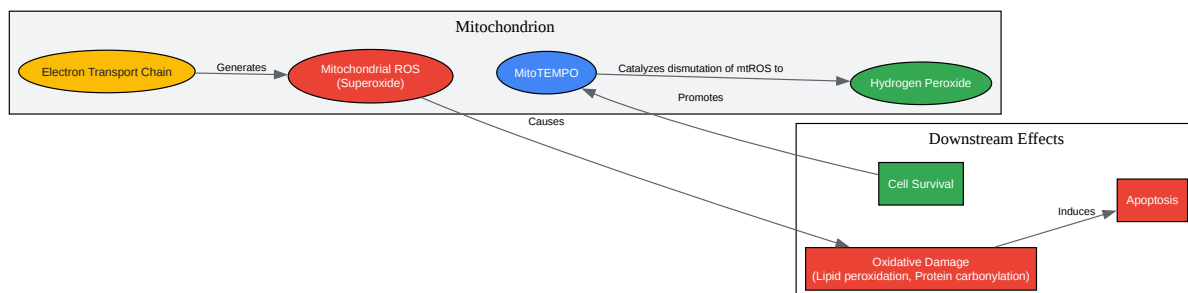 Mitochondrion
Electron Transport Chain
Generates
Mitochondrial ROS
(Superoxide)
MitoTEMPO
Catalyzes dismutation of mtROS to
Hydrogen Peroxide
Promotes
Causes
Downstream Effects
Cell Survival
Apoptosis
Induces
Oxidative Damage
(Lipid peroxidation, Protein carbonylation)